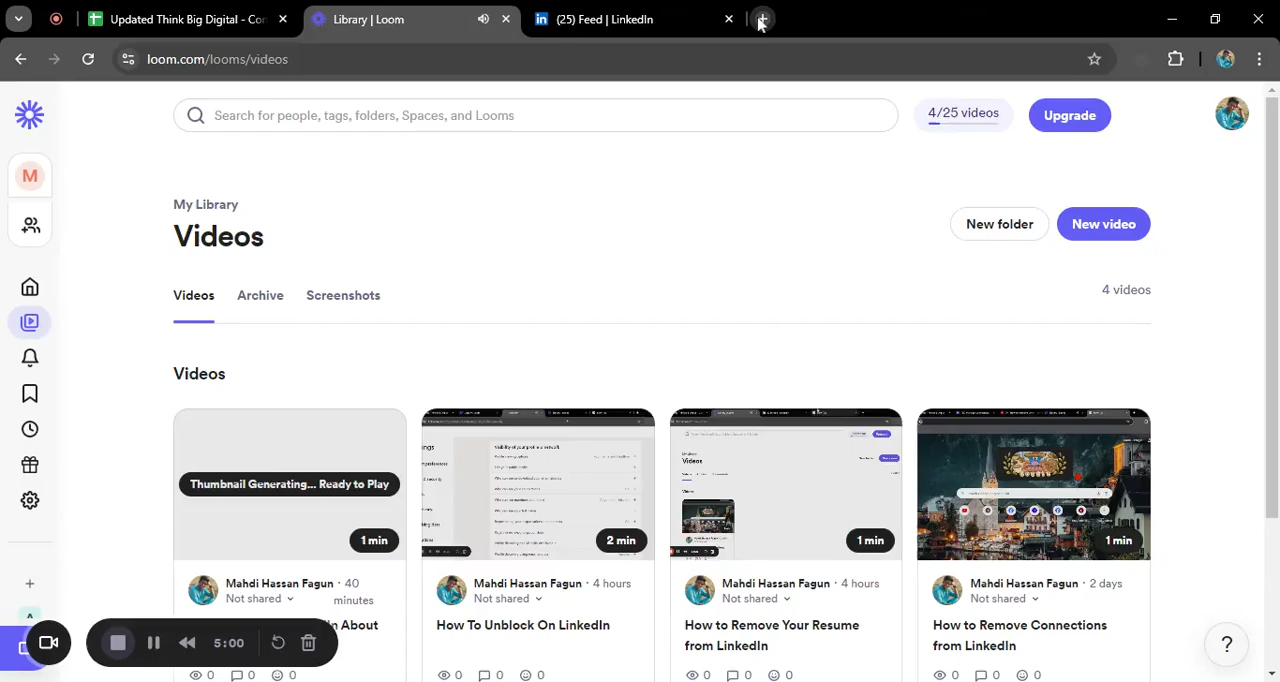 Updated Think Big Digital - Con
Library | Loom
(25) Feed | LinkedIn
loom.com/looms/videos
Search for people, tags, folders, Spaces, and Looms
4/25 videos
Upgrade
M
My Library
Videos
New folder
New video
Videos
Archive
Screenshots
4 videos
Videos
Thumbnail Generating... Ready to Play
1 min
2 min
1 min
1 min
Mahdi Hassan Fagun · 40 minutes
Not shared
Mahdi Hassan Fagun · 4 hours
Not shared
Mahdi Hassan Fagun · 4 hours
Not shared
Mahdi Hassan Fagun · 2 days
Not shared
In About
How To Unblock On LinkedIn
How to Remove Your Resume
from LinkedIn
How to Remove Connections
from LinkedIn
5:00
0 0 0
0 0 0
0 0 0
0 0 0
?